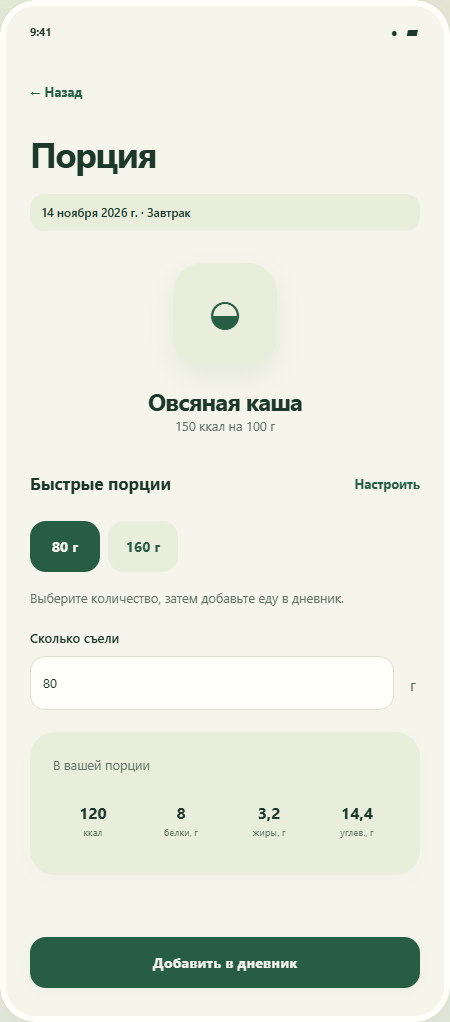 9:41
← Назад
Порция
14 ноября 2026 г. · Завтрак
Овсяная каша
150 ккал на 100 г
Быстрые порции
Настроить
80 г
160 г
Выберите количество, затем добавьте еду в дневник.
Сколько съели
80
г
В вашей порции
120
ккал
8
белки, г
3,2
жиры, г
14,4
углев., г
Добавить в дневник